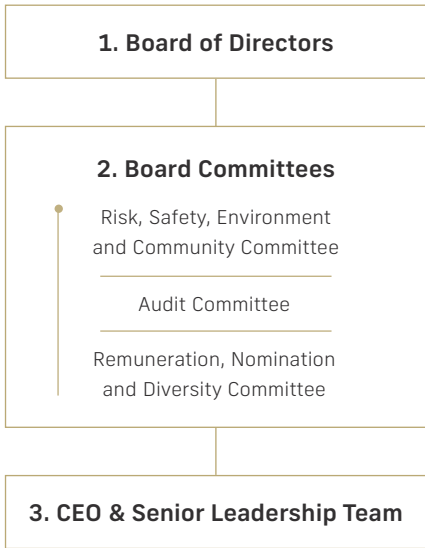 1. Board of Directors
2. Board Committees
Risk, Safety, Environment
and Community Committee
Audit Committee
Remuneration, Nomination
and Diversity Committee
3. CEO & Senior Leadership Team